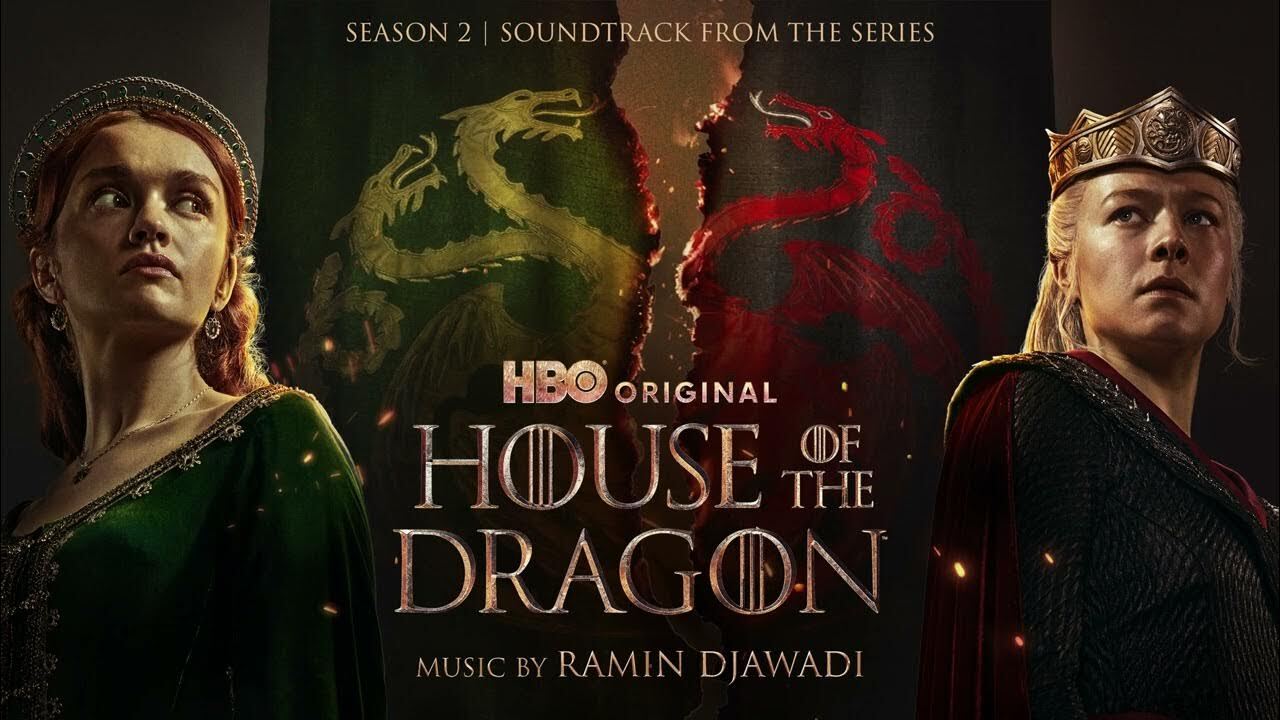 SEASON 2 | SOUNDTRACK FROM THE SERIES
HBO ORIGINAL
HOUSE OF THE
DRAGON
MUSIC BY RAMIN DJAWADI